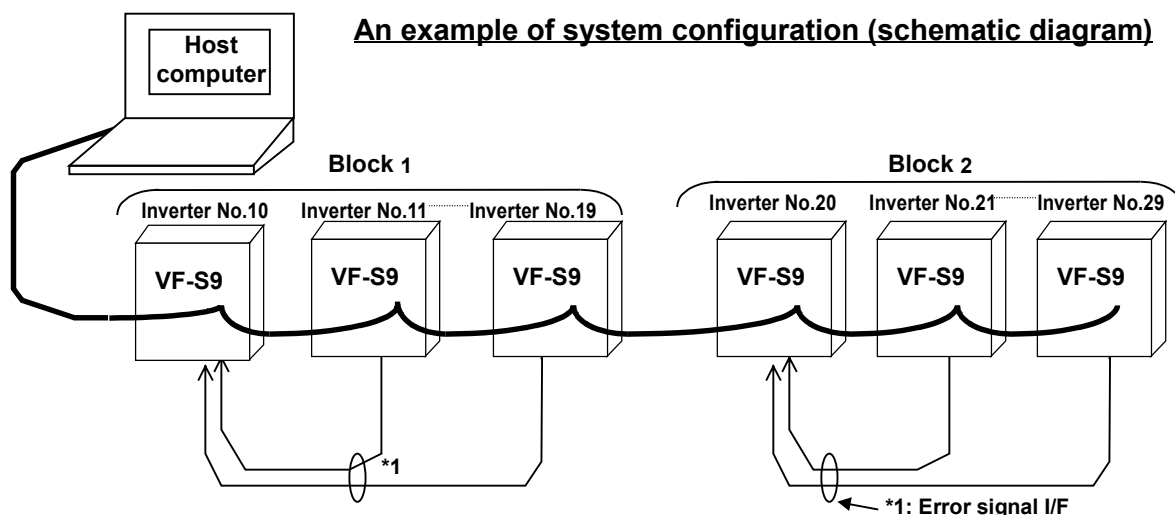 An example of system configuration (schematic diagram)
Host
computer
Block 1
Block 2
Inverter No.10
Inverter No.11
Inverter No.19
Inverter No.20
Inverter No.21
Inverter No.29
VF-S9
VF-S9
VF-S9
VF-S9
VF-S9
VF-S9
*1
*1: Error signal I/F